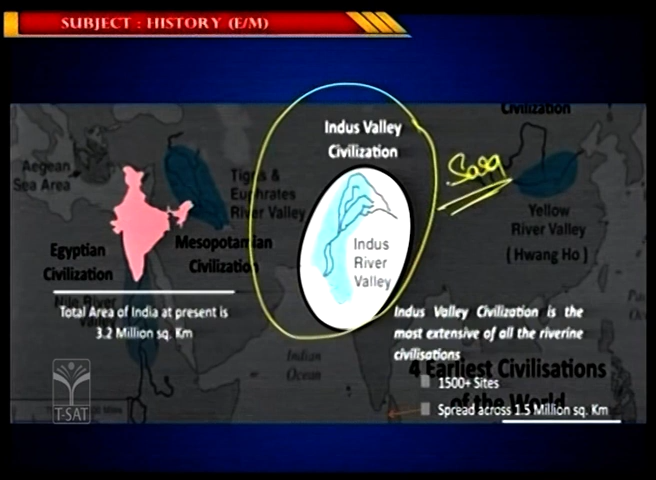 SUBJECT : HISTORY (E/M)
Civilization
Indus Valley
Civilization
Aegean
Sea Area
Tigris &
Euphrates
River Valley
Mesopotamian
Civilization
Egyptian
Civilization
Nile River
Valley
Indus
River
Valley
Yellow
River Valley
(Hwang Ho)
Total Area of India at present is
3.2 Million sq. Km
Indus Valley Civilization is the
most extensive of all the riverine
civilisations
Indian
Ocean
4 Earliest Civilisations
of the World
1500+ Sites
Spread across 1.5 Million sq. Km
T-SAT